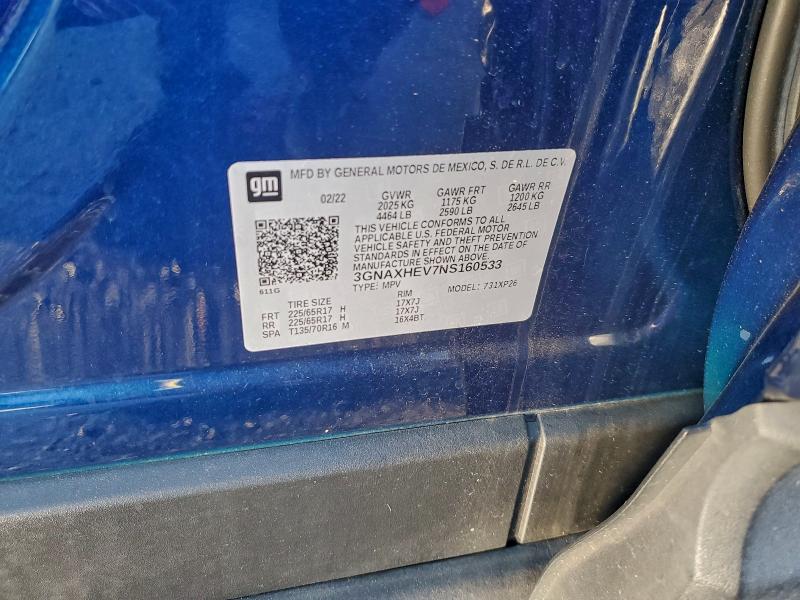 gm MFD BY GENERAL MOTORS DE MEXICO, S. DE R.L. DE C.V.
02/22 GVWR GAWR FRT GAWR RR
2025 KG 1175 KG 1200 KG
4464 LB 2590 LB 2645 LB
THIS VEHICLE CONFORMS TO ALL
APPLICABLE U.S. FEDERAL MOTOR
VEHICLE SAFETY AND THEFT PREVENTION
STANDARDS IN EFFECT ON THE DATE OF
MANUFACTURE SHOWN ABOVE.
3GNAXHEV7NS160533
611G TYPE: MPV MODEL: 731XP26
TIRE SIZE RIM
FRT 225/65R17 H 17X7J
RR 225/65R17 H 17X7J
SPA T135/70R16 M 16X4BT